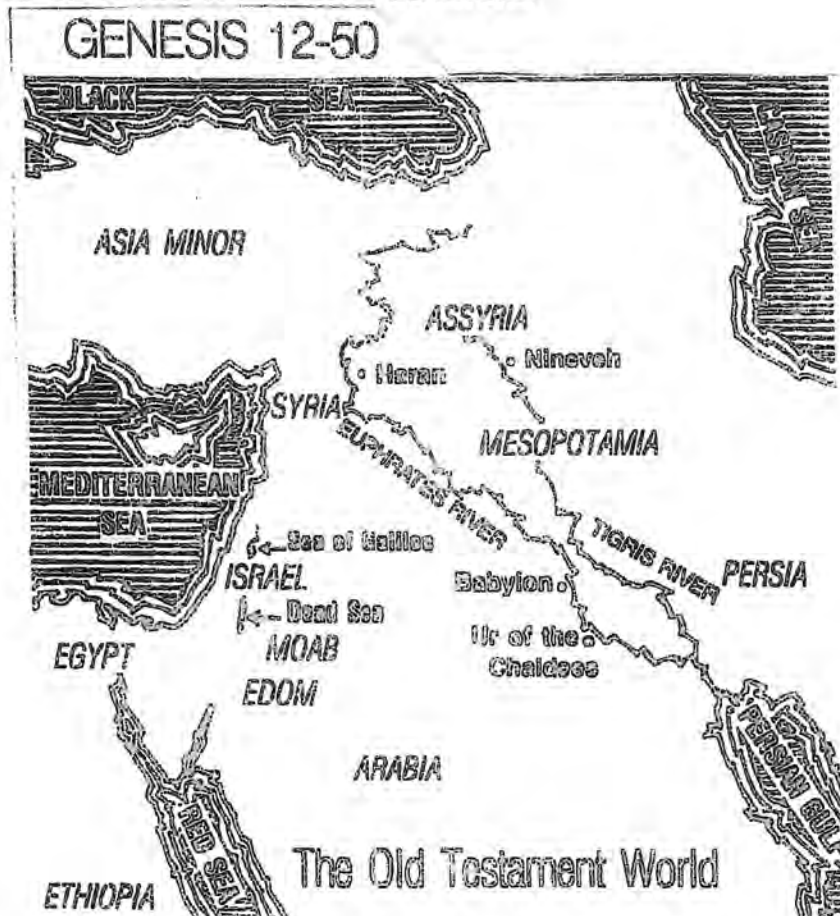 GENESIS 12-50
BLACK SEA
CASPIAN SEA
ASIA MINOR
ASSYRIA
Haran
Nineveh
SYRIA
MESOPOTAMIA
EUPHRATES RIVER
MEDITERRANEAN
SEA
Sea of Galilee
TIGRIS RIVER
PERSIA
ISRAEL
Babylon
Dead Sea
Ur of the
Chaldees
MOAB
EGYPT
EDOM
PERSIAN GULF
ARABIA
RED SEA
The Old Testament World
ETHIOPIA